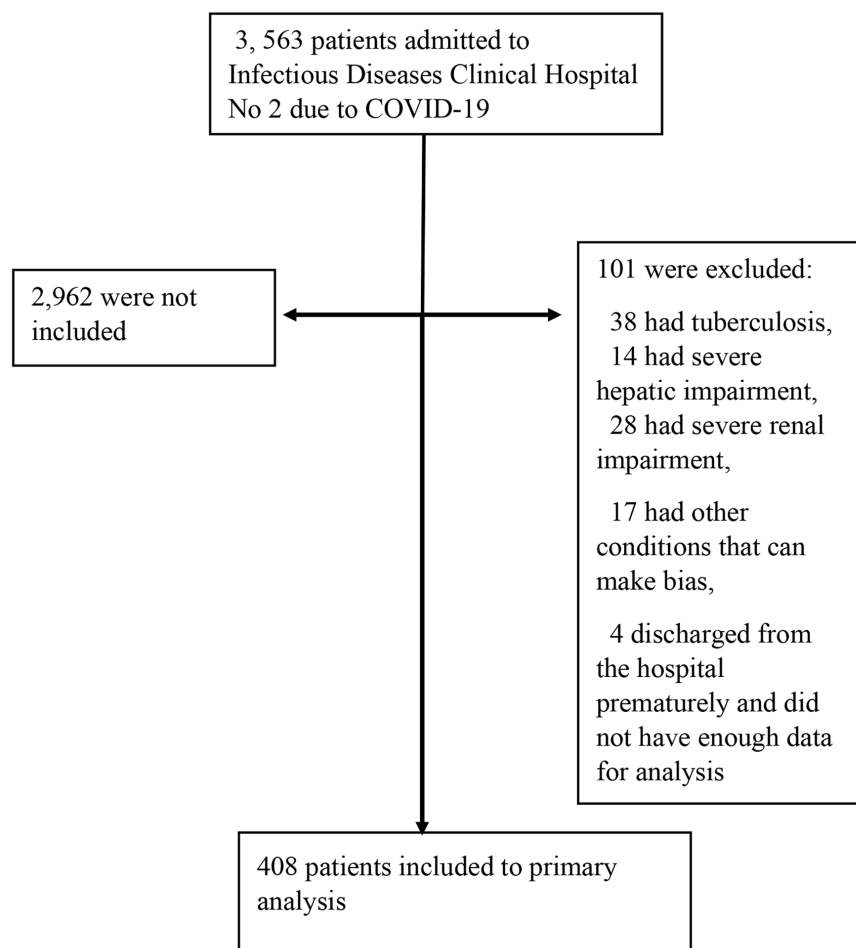 3, 563 patients admitted to
Infectious Diseases Clinical Hospital
No 2 due to COVID-19
2,962 were not
included
101 were excluded:
38 had tuberculosis,
14 had severe
hepatic impairment,
28 had severe renal
impairment,
17 had other
conditions that can
make bias,
4 discharged from
the hospital
prematurely and did
not have enough data
for analysis
408 patients included to primary
analysis